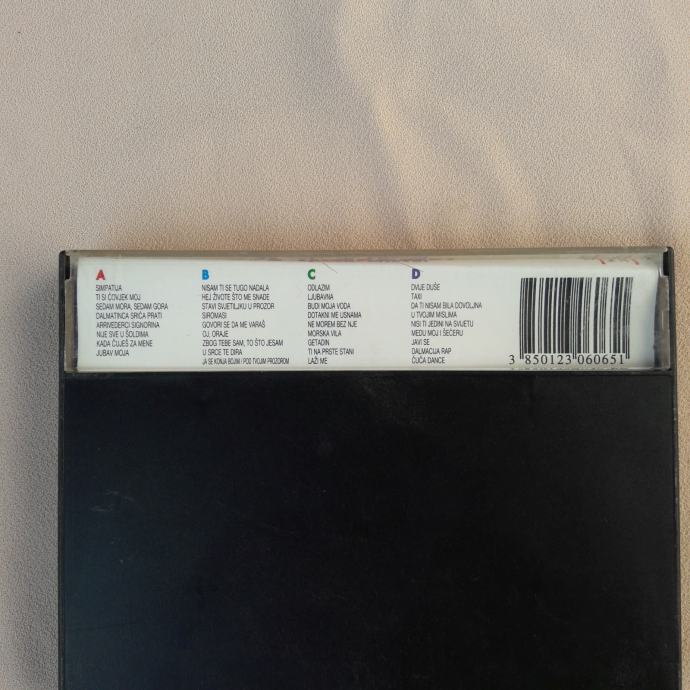 A
SIMPATIJA
TI SI ČOVJEK MOJ
SEDAM MORA, SEDAM GORA
DALMATINCA SRIĆA PRATI
ARRIVEDERCI SIGNORINA
NIJE SVE U ŠOLDIMA
KADA ČUJEŠ ZA MENE
JUBAV MOJA
B
NISAM TI SE TUGO NADALA
HEJ ŽIVOTE ŠTO ME SNAĐE
STAVI SVJETILJKU U PROZOR
SIROMASI
GOVORI SE DA ME VARAŠ
OJ, ORAJE
ZBOG TEBE SAM, TO ŠTO JESAM
U SRCE TE DIRA
JA SE KONJA BOJIM / POD TVOJIM PROZOROM
C
ODLAZIM
LJUBAVNA
BUDI MOJA VODA
DOTAKNI ME USNAMA
NE MOREM BEZ NJE
MORSKA VILA
GETADIN
TI NA PRSTE STANI
LAŽI ME
D
DVIJE DUŠE
TAXI
DA TI NISAM BILA DOVOLJNA
U TVOJIM MISLIMA
NISI TI JEDINI NA SVIJETU
MEDU MOJ I ŠEĆERU
JAVI SE
DALMACIJA RAP
ČUČA DANCE
3 850123 060651